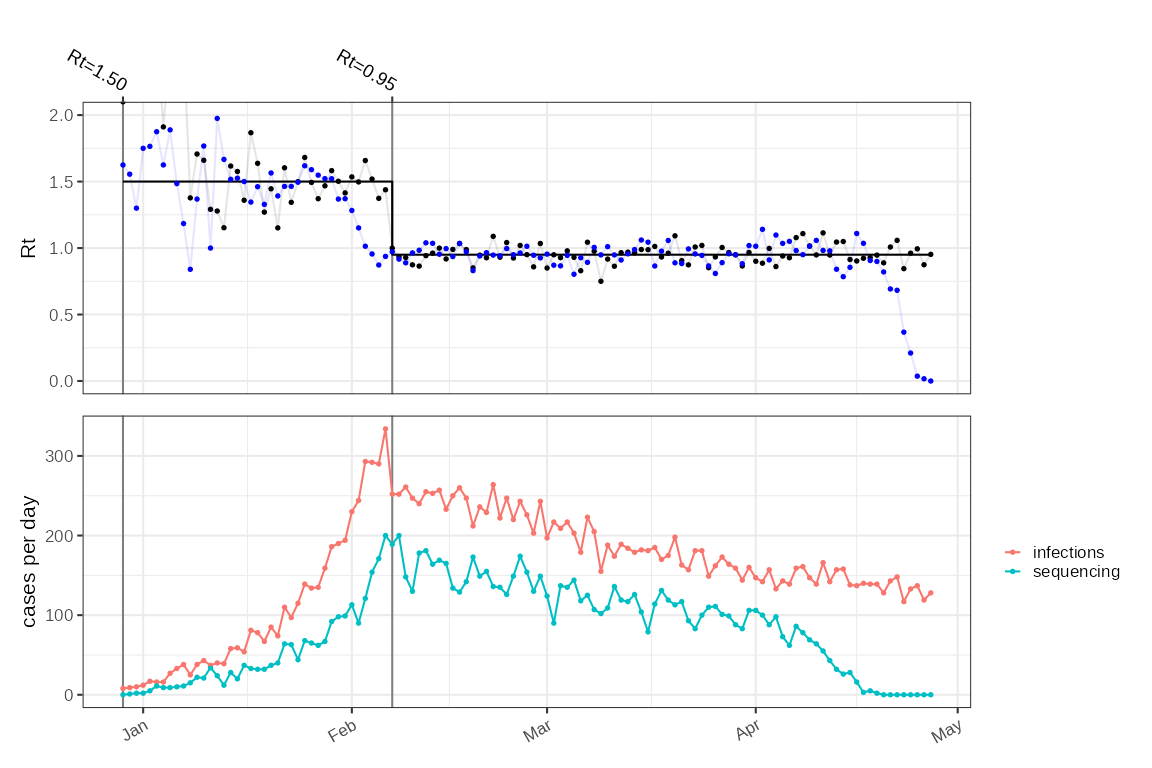 Rt=1.50
Rt=0.95
2.0
1.5
1.0
0.5
0.0
Rt
300
200
100
0
cases per day
Jan
Feb
Mar
Apr
May
infections
sequencing